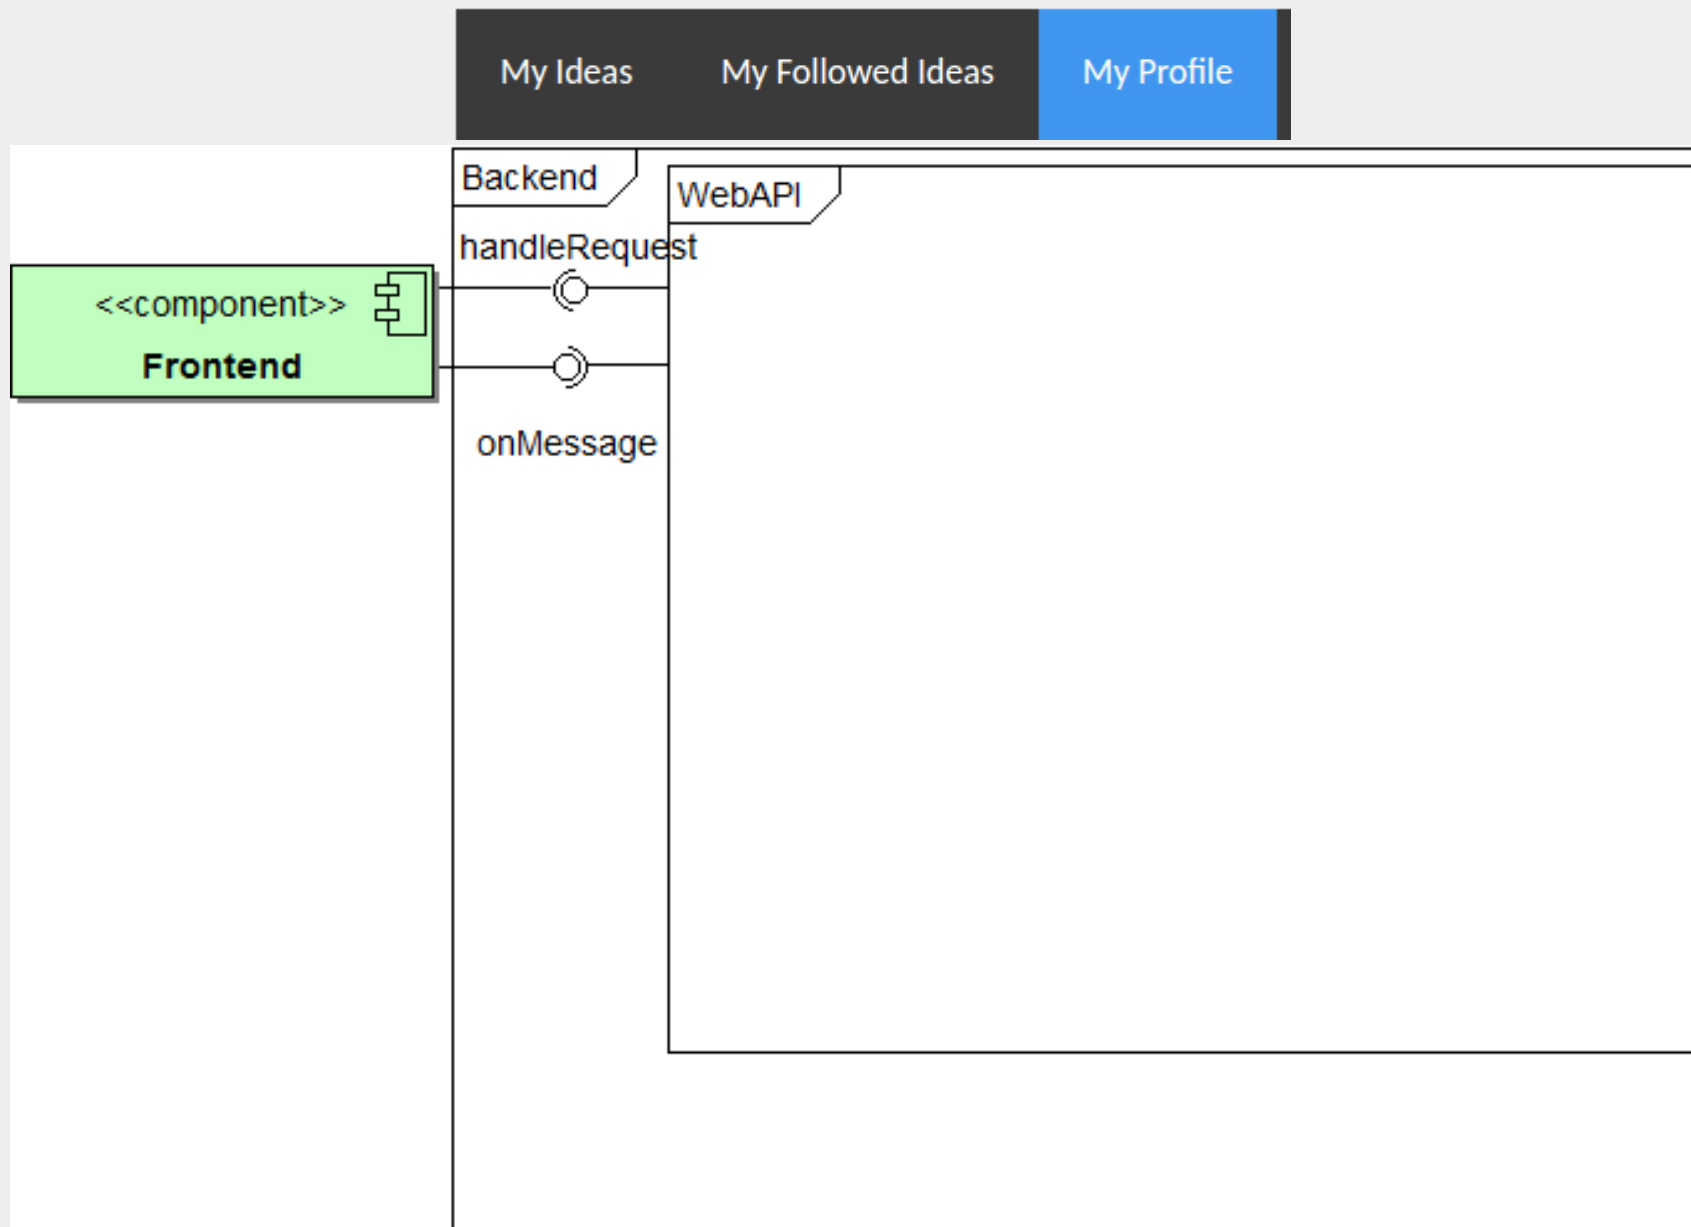 My Ideas My Followed Ideas My Profile
Backend
WebAPI
handleRequest
<<component>>
Frontend
onMessage